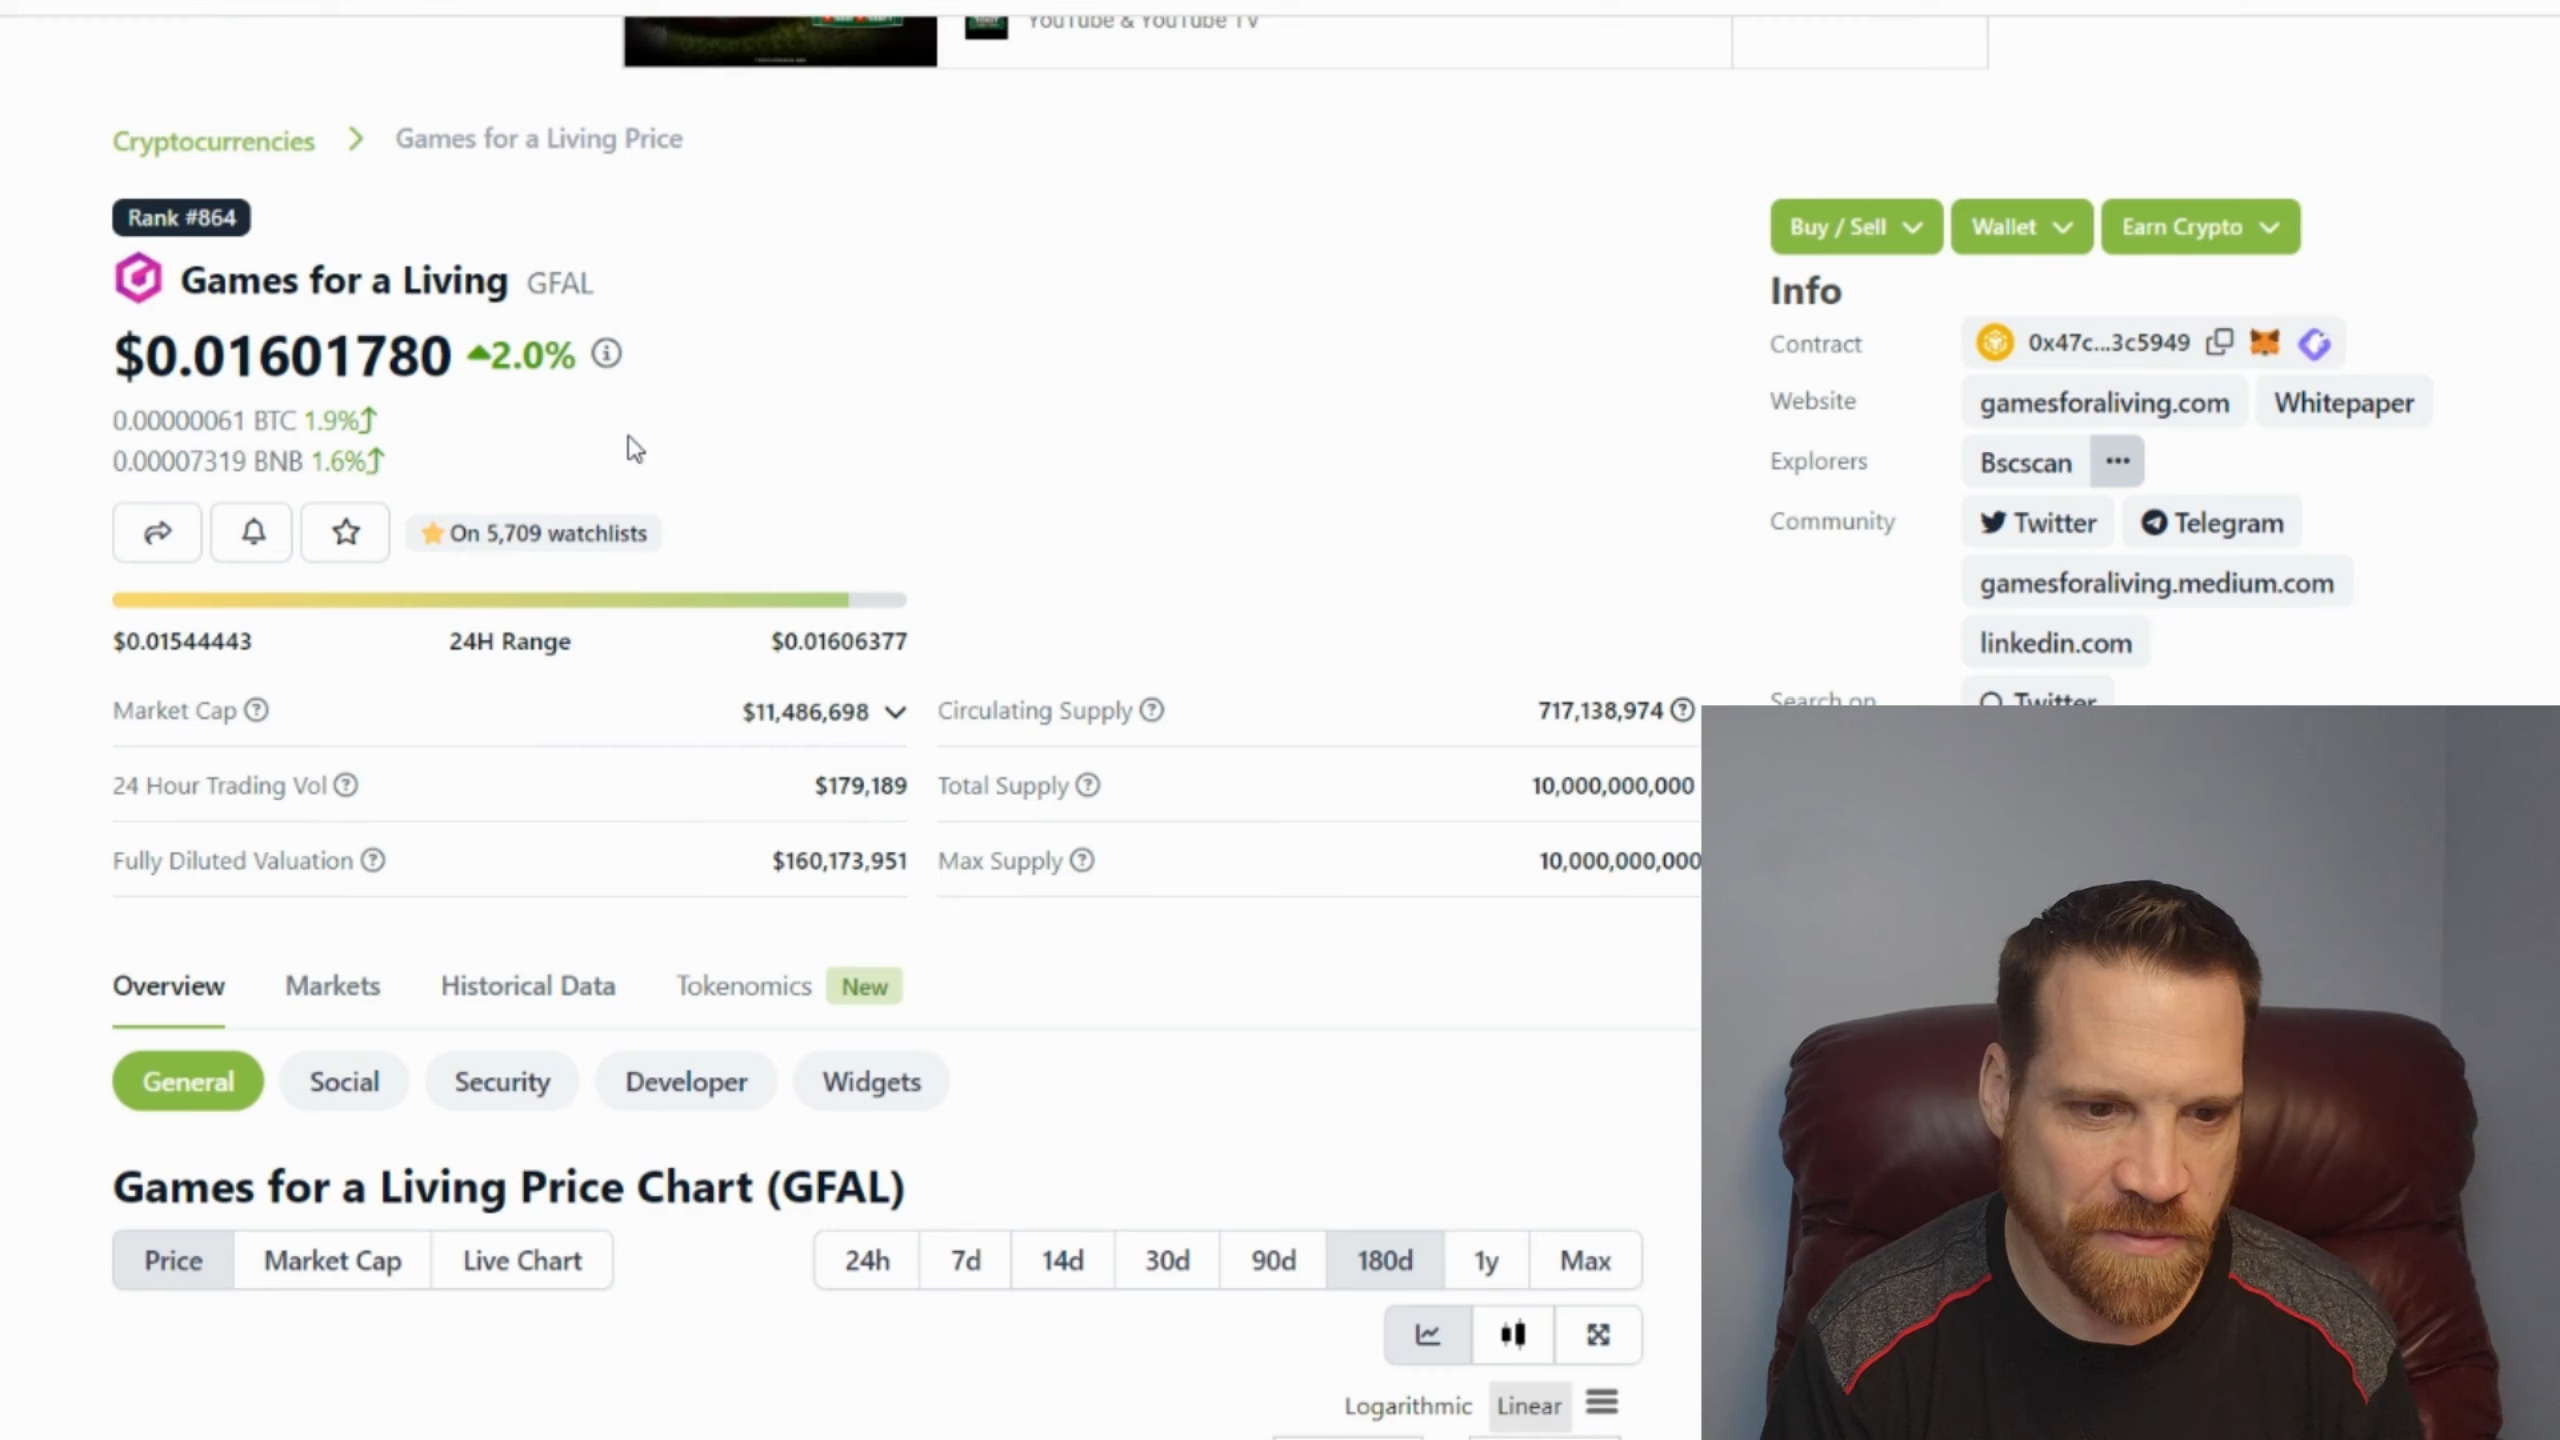 YouTube & YouTube TV
Cryptocurrencies > Games for a Living Price
Rank #864
Games for a Living GFAL
$0.01601780 2.0%
0.00000061 BTC 1.9%
0.00007319 BNB 1.6%
On 5,709 watchlists
$0.01544443 24H Range $0.01606377
Market Cap $11,486,698
Circulating Supply 717,138,974
24 Hour Trading Vol $179,189
Total Supply 10,000,000,000
Fully Diluted Valuation $160,173,951
Max Supply 10,000,000,000
Buy / Sell Wallet Earn Crypto
Info
Contract 0x47c...3c5949
Website gamesforaliving.com Whitepaper
Explorers Bscscan ...
Community Twitter Telegram
gamesforaliving.medium.com
linkedin.com
Search on Twitter
Overview Markets Historical Data Tokenomics New
General Social Security Developer Widgets
Games for a Living Price Chart (GFAL)
Price Market Cap Live Chart
24h 7d 14d 30d 90d 180d 1y Max
Logarithmic Linear